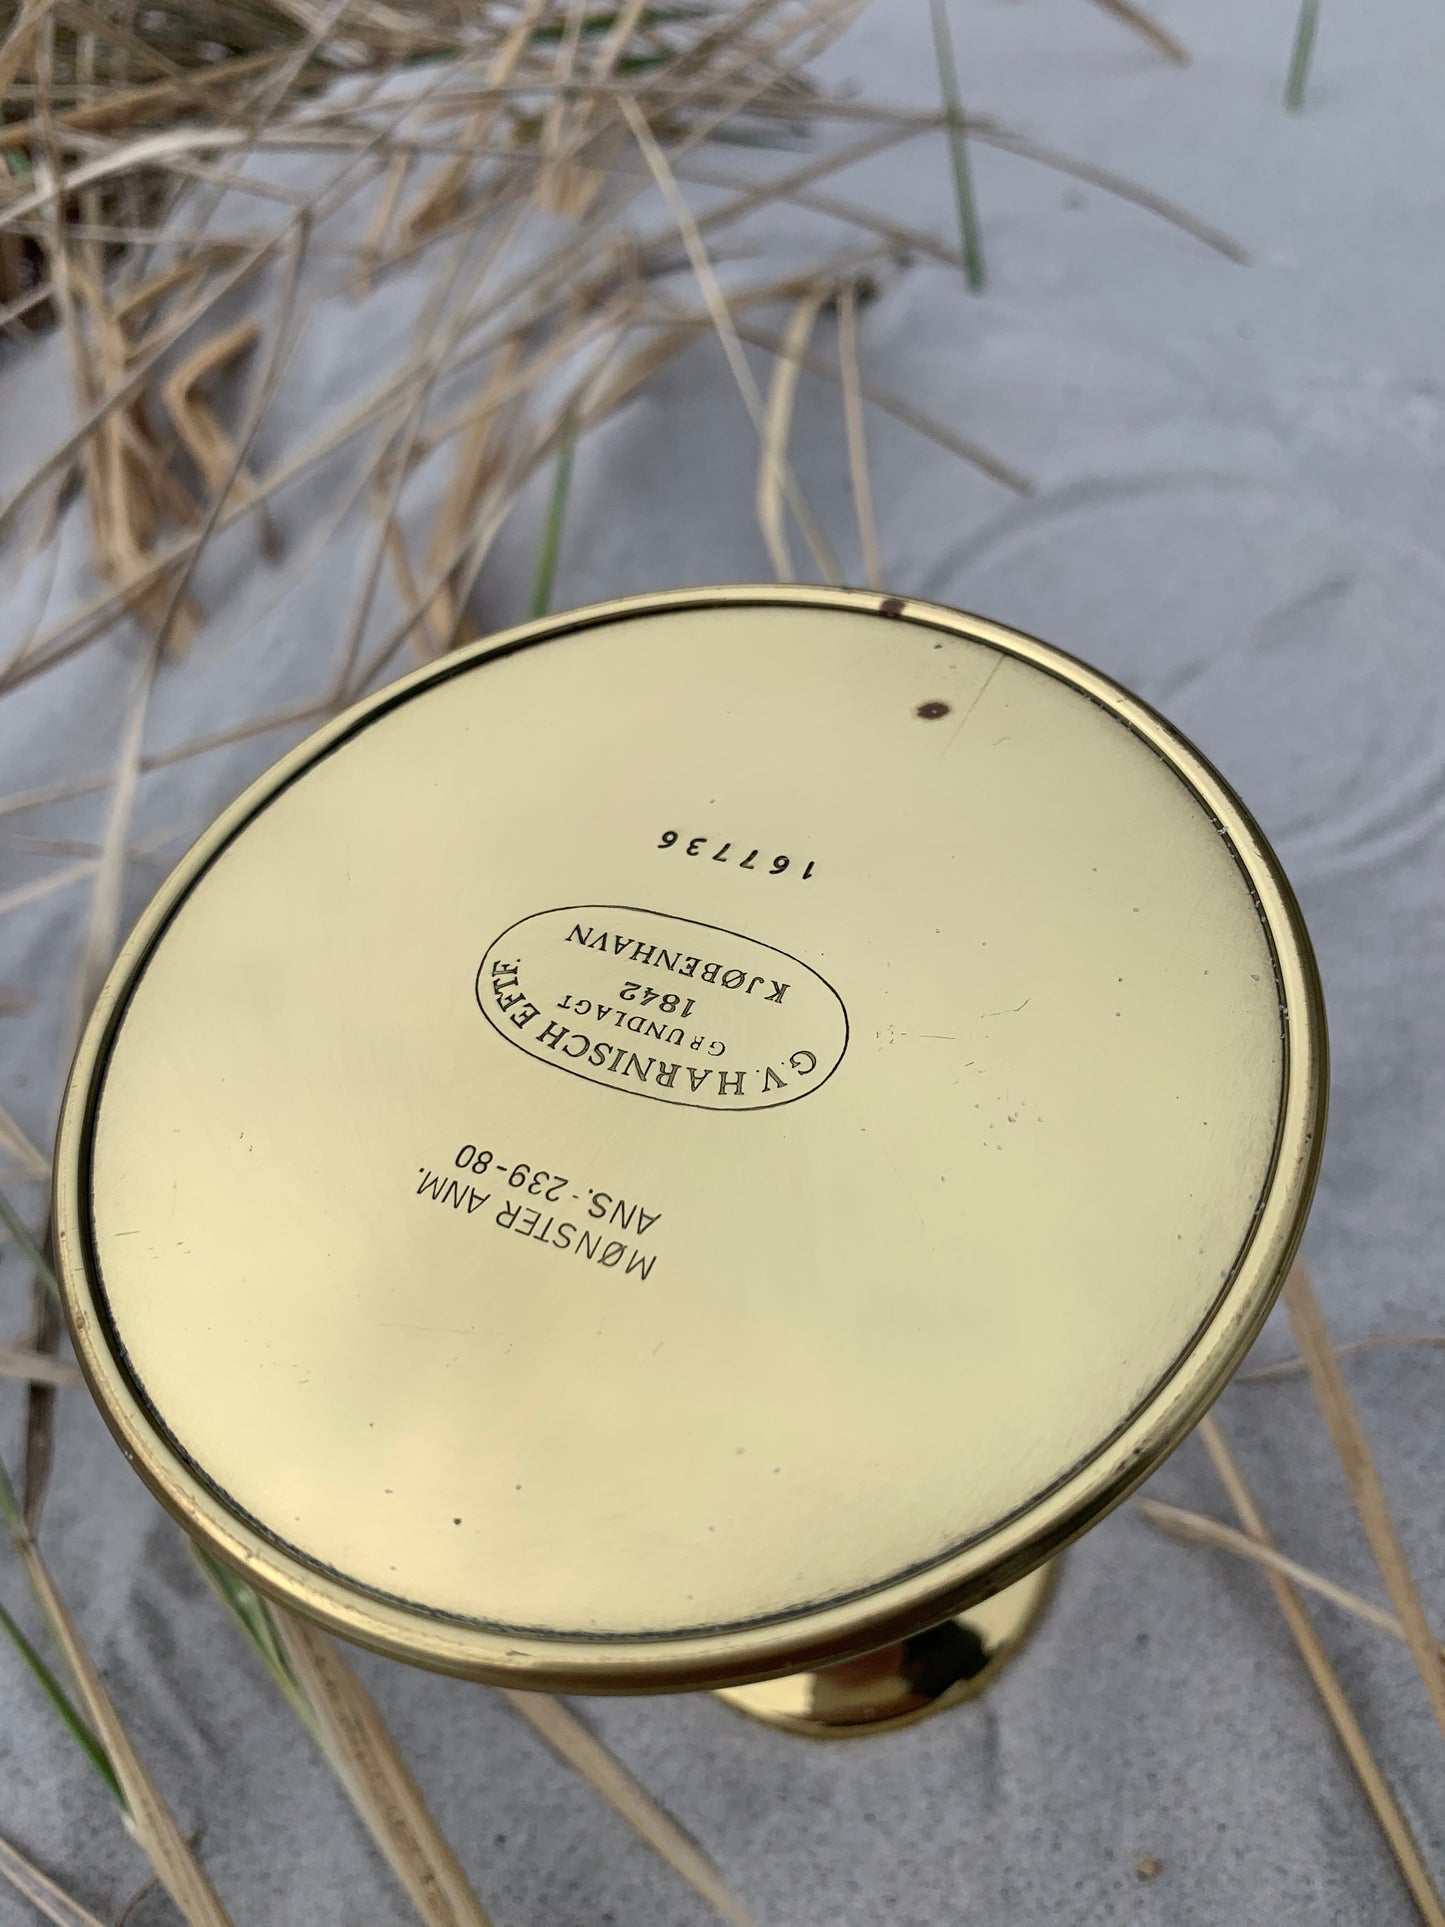 MØNSTER ANM.
ANS.-239-80
G.V. HARNISCH EFTF.
GRUNDLAGT
1842
KJØBENHAVN
167736